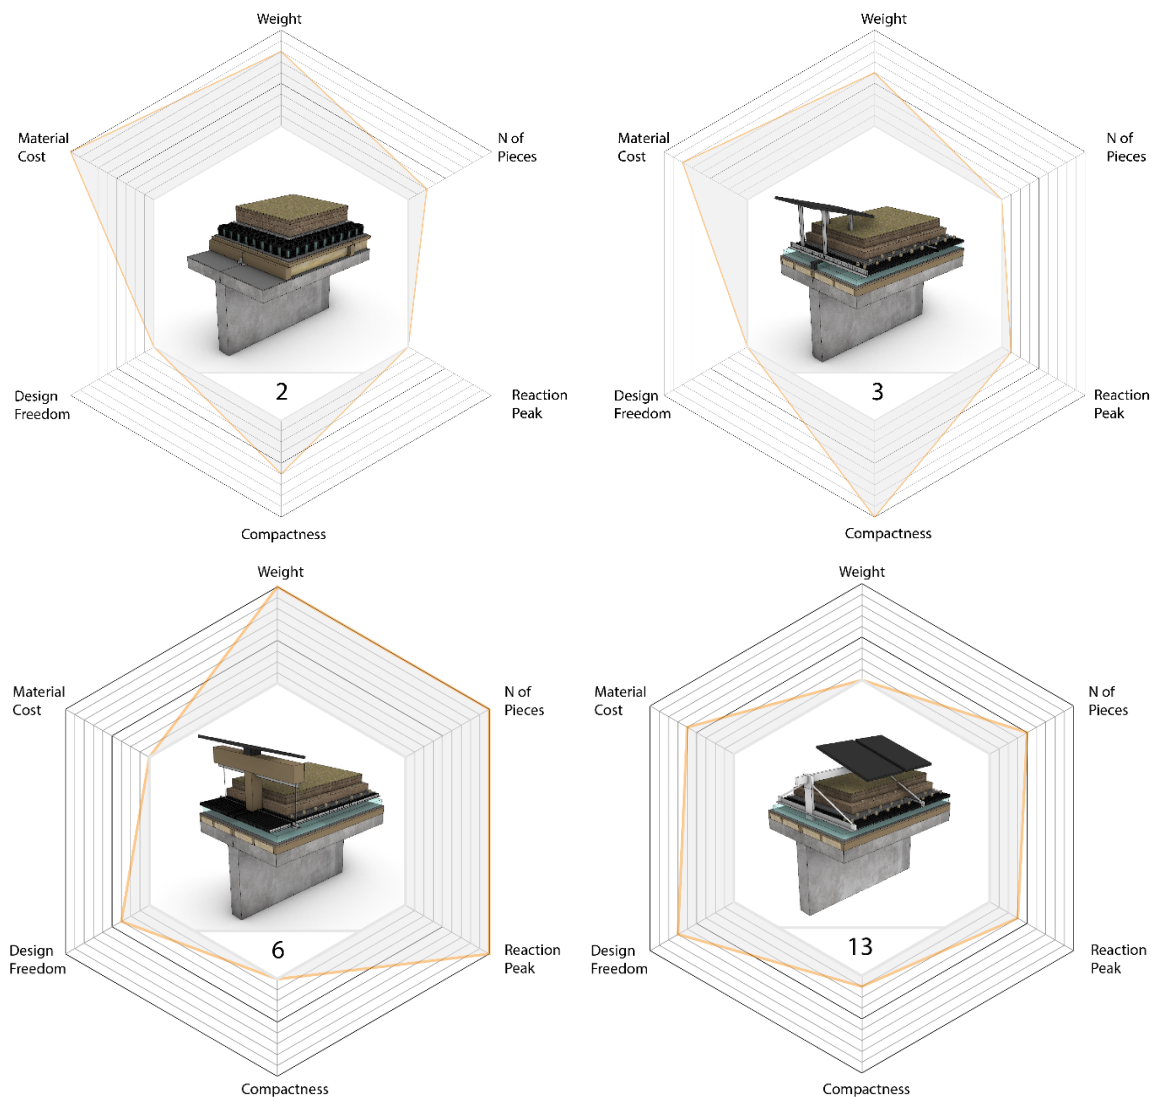 Weight
Material
Cost
N of
Pieces
Design
Freedom
2
Reaction
Peak
Compactness
Weight
Material
Cost
N of
Pieces
Design
Freedom
3
Reaction
Peak
Compactness
Weight
Material
Cost
N of
Pieces
Design
Freedom
6
Reaction
Peak
Compactness
Weight
Material
Cost
N of
Pieces
Design
Freedom
13
Reaction
Peak
Compactness